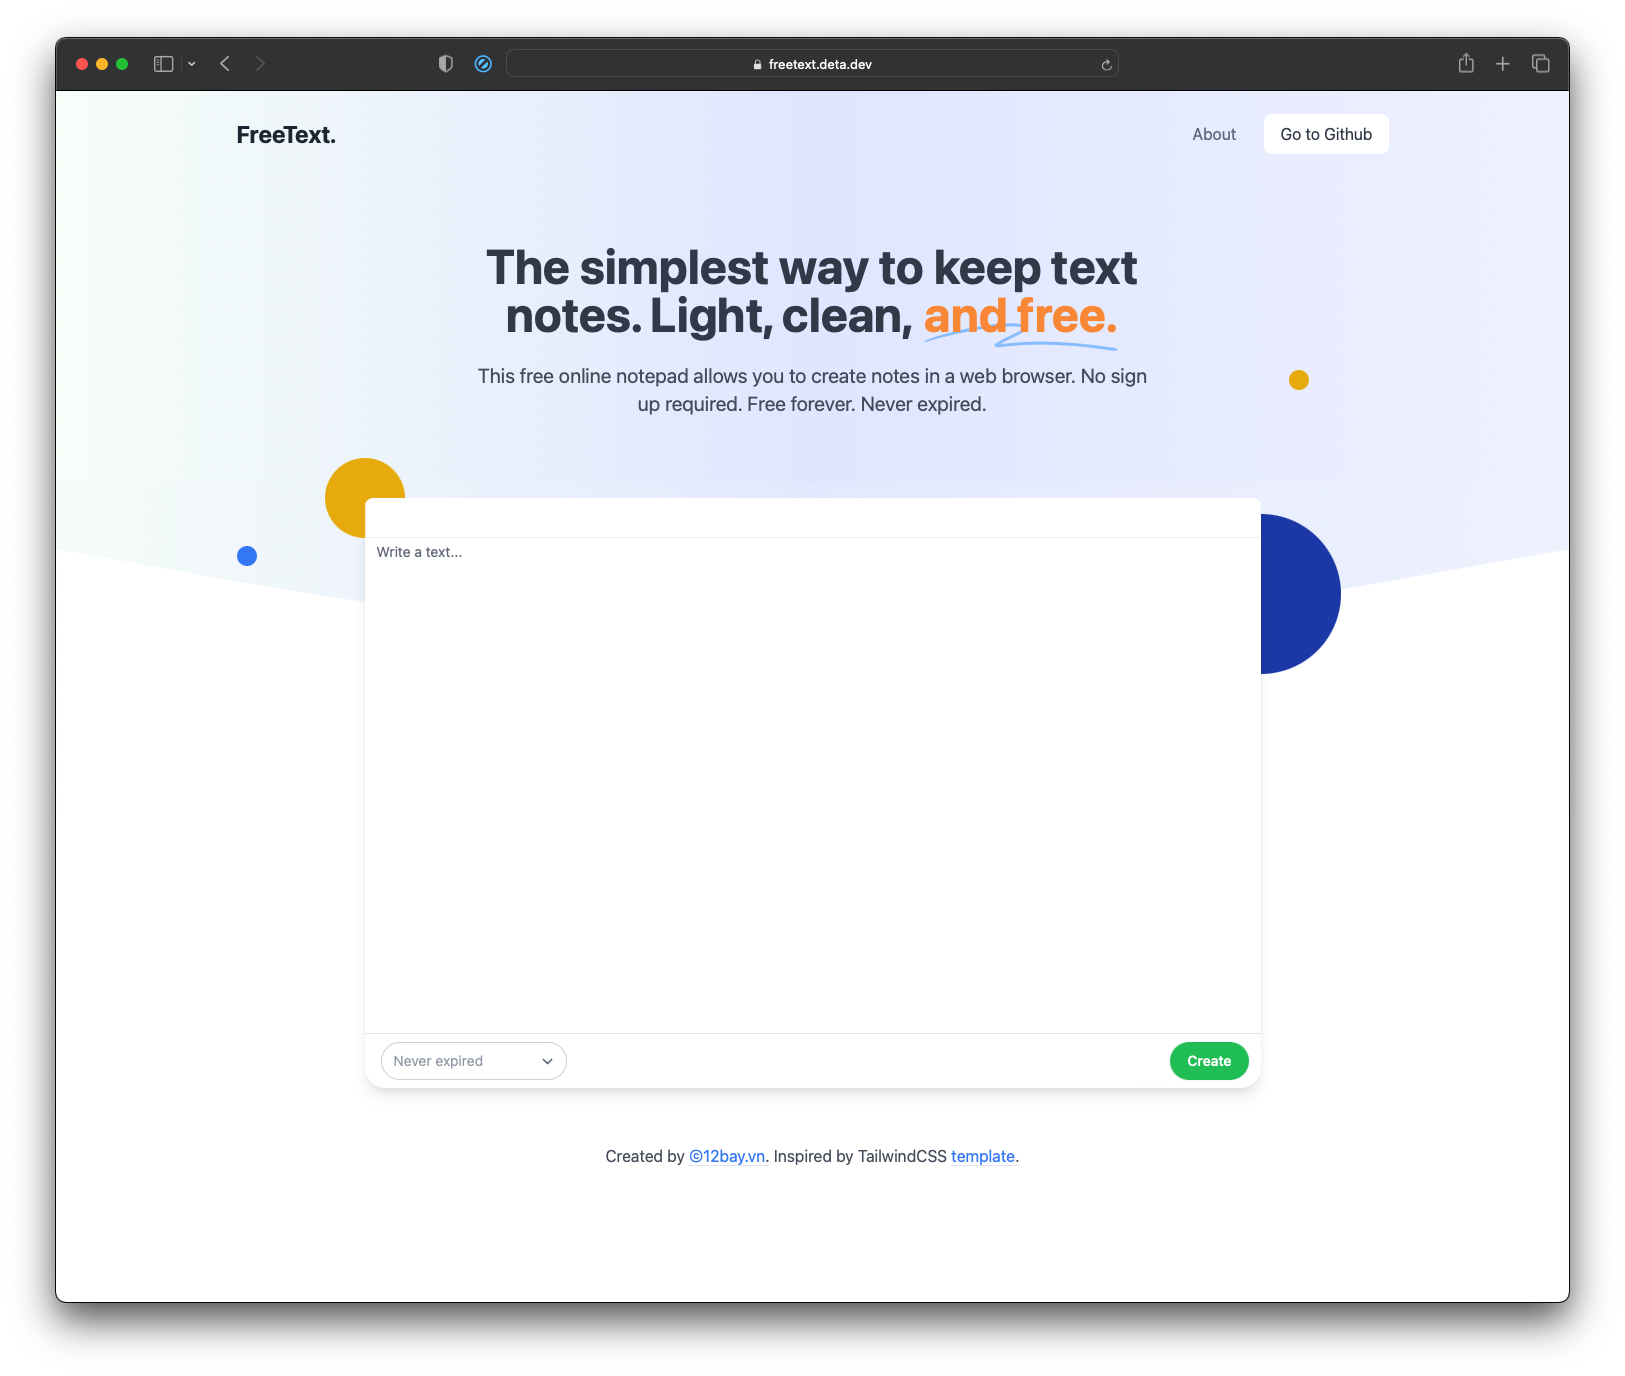 freetext.deta.dev
FreeText.
About
Go to Github
The simplest way to keep text
notes. Light, clean, and free.
This free online notepad allows you to create notes in a web browser. No sign
up required. Free forever. Never expired.
Write a text...
Never expired
Create
Created by ©12bay.vn. Inspired by TailwindCSS template.